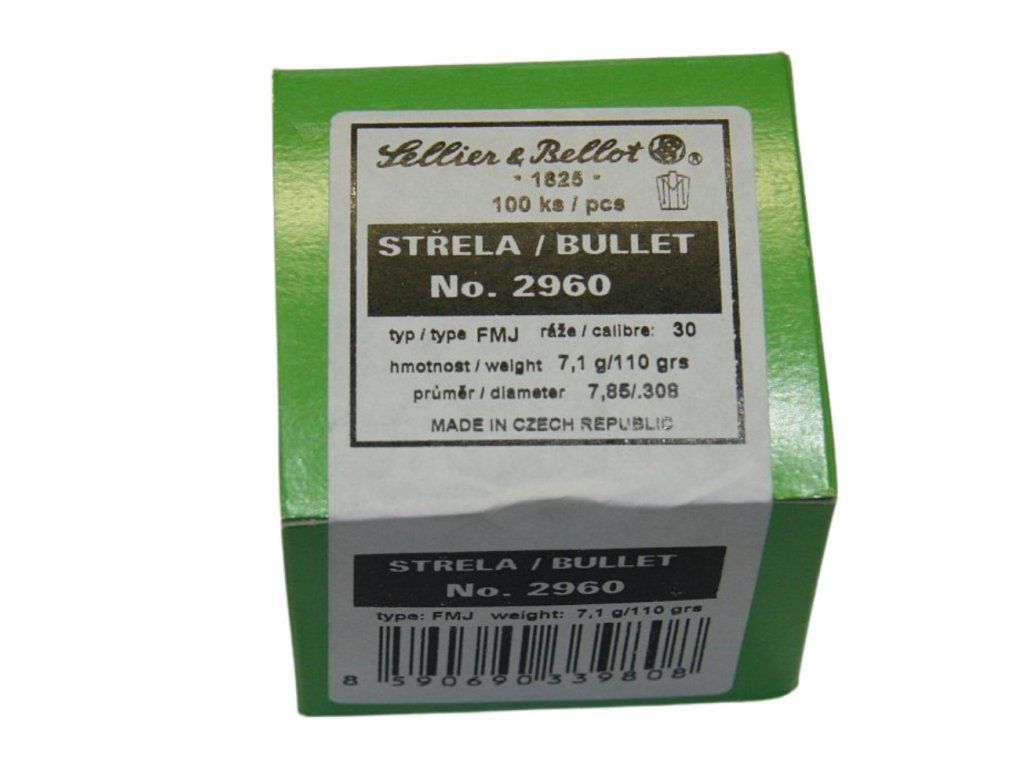 Sellier & Bellot ®
· 1825 ·
100 ks / pcs
STŘELA / BULLET
No. 2960
typ / type FMJ ráže / calibre: 30
hmotnost / weight 7,1 g/110 grs
průměr / diameter 7,85/.308
MADE IN CZECH REPUBLIC
STŘELA / BULLET
No. 2960
type: FMJ weight: 7,1 g/110 grs
8 590690 339808